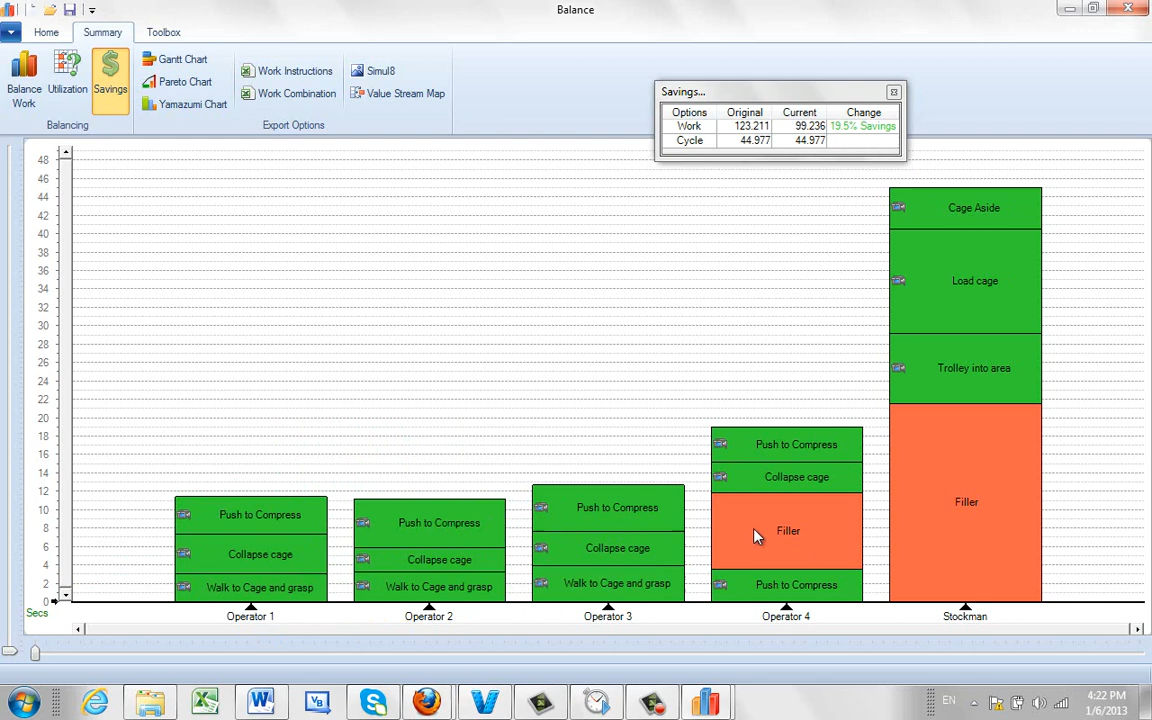 Balance
Home Summary Toolbox
Balance Work
Utilization
Savings
Balancing
Gantt Chart
Pareto Chart
Yamazumi Chart
Work Instructions
Work Combination
Simul8
Value Stream Map
Export Options
Savings...
Options Original Current Change
Work 123.211 99.236 19.5% Savings
Cycle 44.977 44.977
48
46
44
42
40
38
36
34
32
30
28
26
24
22
20
18
16
14
12
10
8
6
4
2
0
Secs
Push to Compress
Collapse cage
Walk to Cage and grasp
Operator 1
Push to Compress
Collapse cage
Walk to Cage and grasp
Operator 2
Push to Compress
Collapse cage
Walk to Cage and grasp
Operator 3
Push to Compress
Collapse cage
Filler
Push to Compress
Operator 4
Cage Aside
Load cage
Trolley into area
Filler
Stockman
EN
4:22 PM
1/6/2013